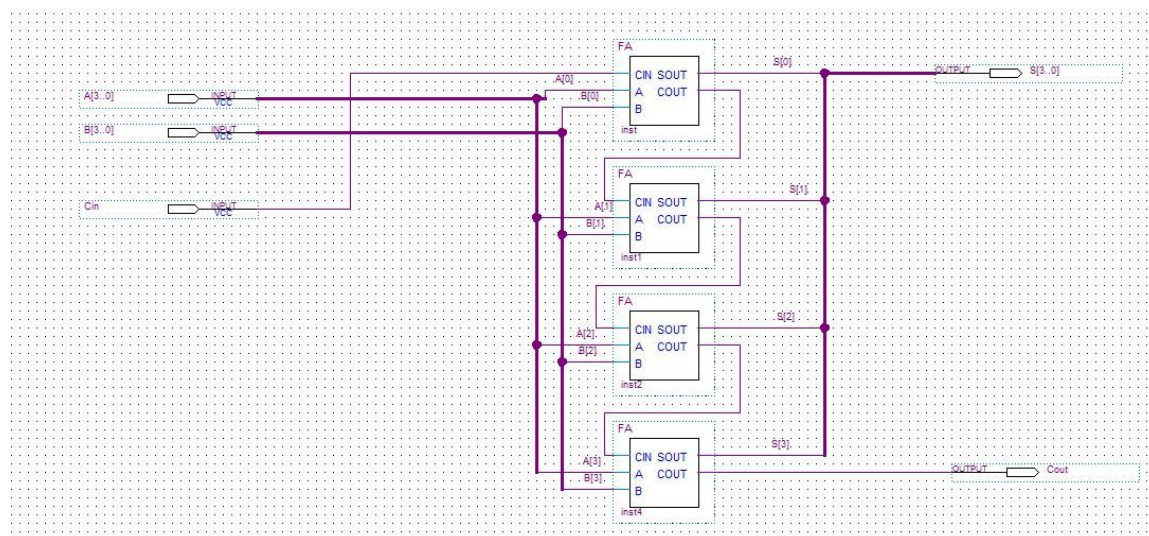 FA
S[0]
A[0]
CIN SOUT
OUTPUT
S[3..0]
A[3..0]
INPUT
VCC
B[0]
A COUT
B
B[3..0]
INPUT
VCC
inst
FA
S[1]
Cin
INPUT
VCC
A[1]
CIN SOUT
B[1]
A COUT
B
inst1
FA
S[2]
A[2]
CIN SOUT
B[2]
A COUT
B
inst2
FA
S[3]
A[3]
CIN SOUT
OUTPUT
Cout
B[3]
A COUT
B
inst4